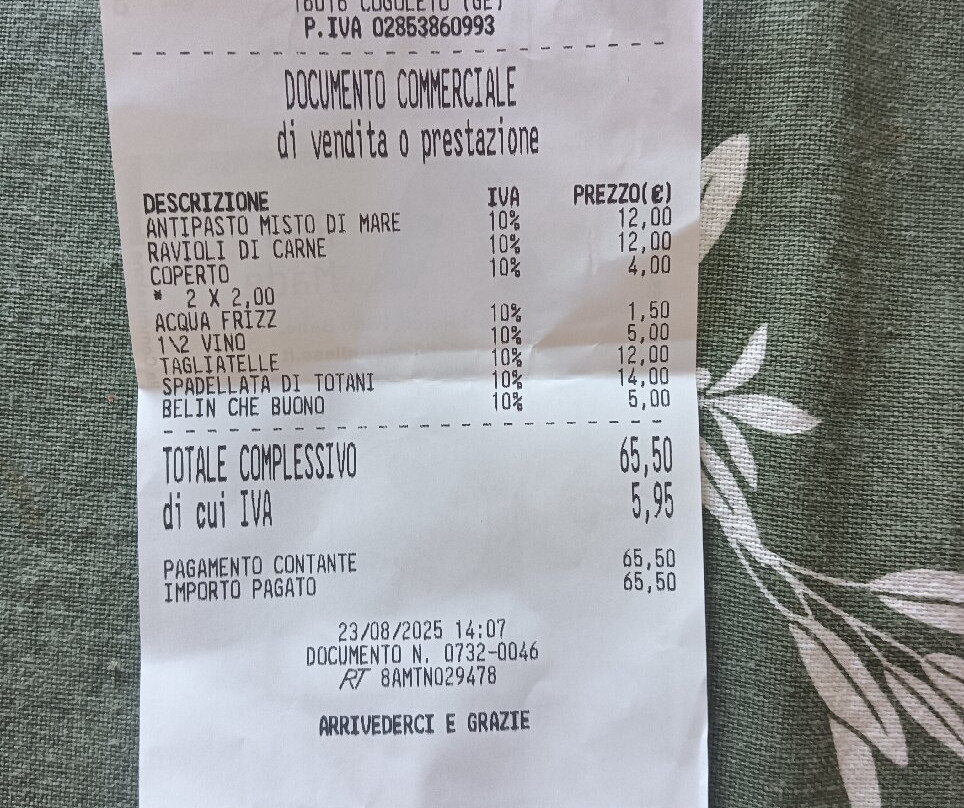 16016 COGOLETO (GE)
P.IVA 02853860993
DOCUMENTO COMMERCIALE
di vendita o prestazione
DESCRIZIONE IVA PREZZO(€)
ANTIPASTO MISTO DI MARE 10% 12,00
RAVIOLI DI CARNE 10% 12,00
COPERTO 10% 4,00
* 2 X 2,00
ACQUA FRIZZ 10% 1,50
1\2 VINO 10% 5,00
TAGLIATELLE 10% 12,00
SPADELLATA DI TOTANI 10% 14,00
BELIN CHE BUONO 10% 5,00
TOTALE COMPLESSIVO 65,50
di cui IVA 5,95
PAGAMENTO CONTANTE 65,50
IMPORTO PAGATO 65,50
23/08/2025 14:07
DOCUMENTO N. 0732-0046
RT 8AMTN029478
ARRIVEDERCI E GRAZIE